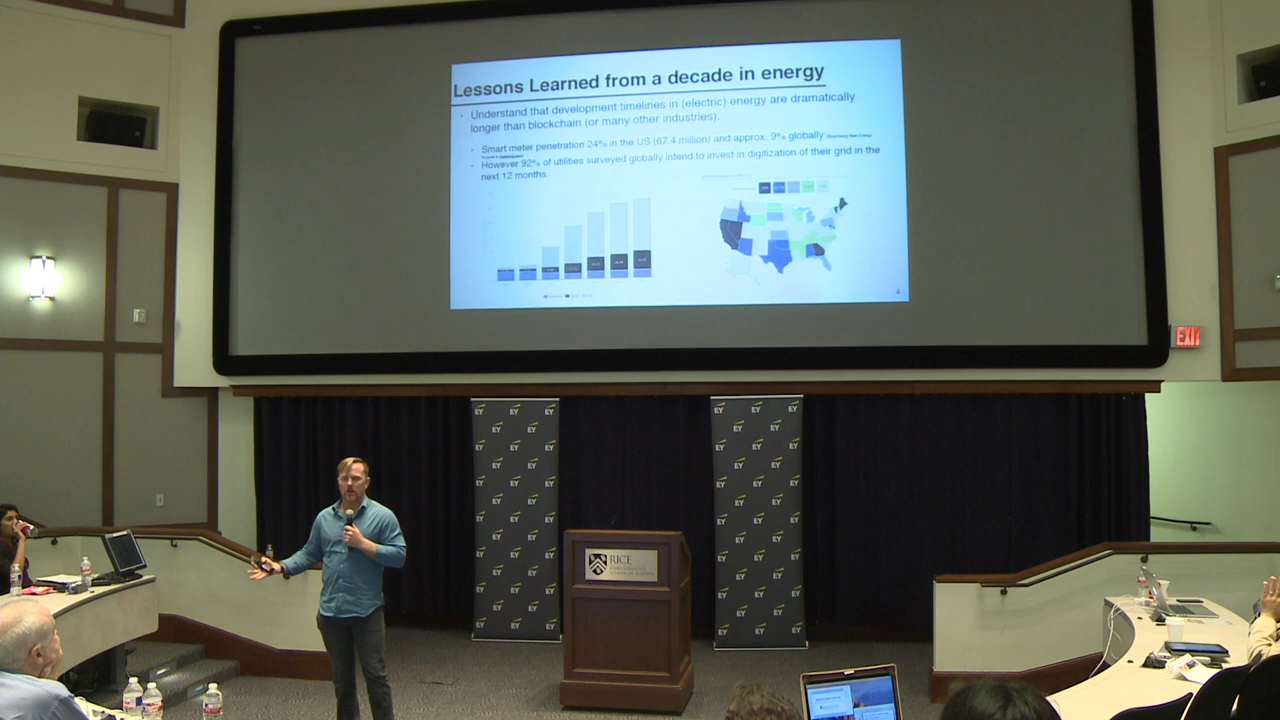 Lessons Learned from a decade in energy
• Understand that development timelines in (electric) energy are dramatically
longer than blockchain (or many other industries).
• Smart meter penetration 24% in the US (67.4 million) and approx. 9% globally
• However 92% of utilities surveyed globally intend to invest in digitization of their grid in the
next 12 months.
4
EXIT
EY
EY
RICE